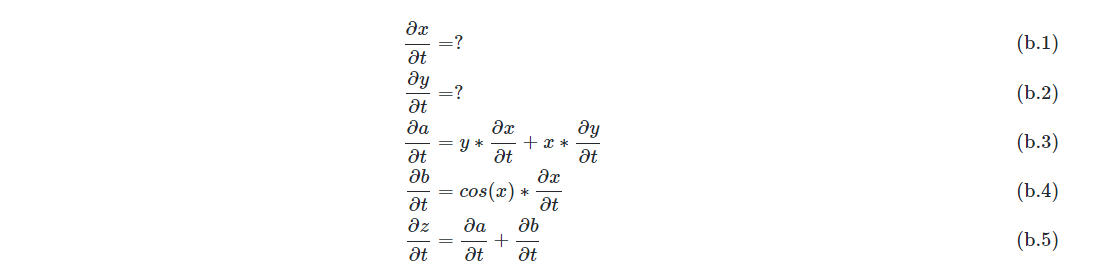 ∂x/∂t =? (b.1)
∂y/∂t =? (b.2)
∂a/∂t = y * ∂x/∂t + x * ∂y/∂t (b.3)
∂b/∂t = cos(x) * ∂x/∂t (b.4)
∂z/∂t = ∂a/∂t + ∂b/∂t (b.5)